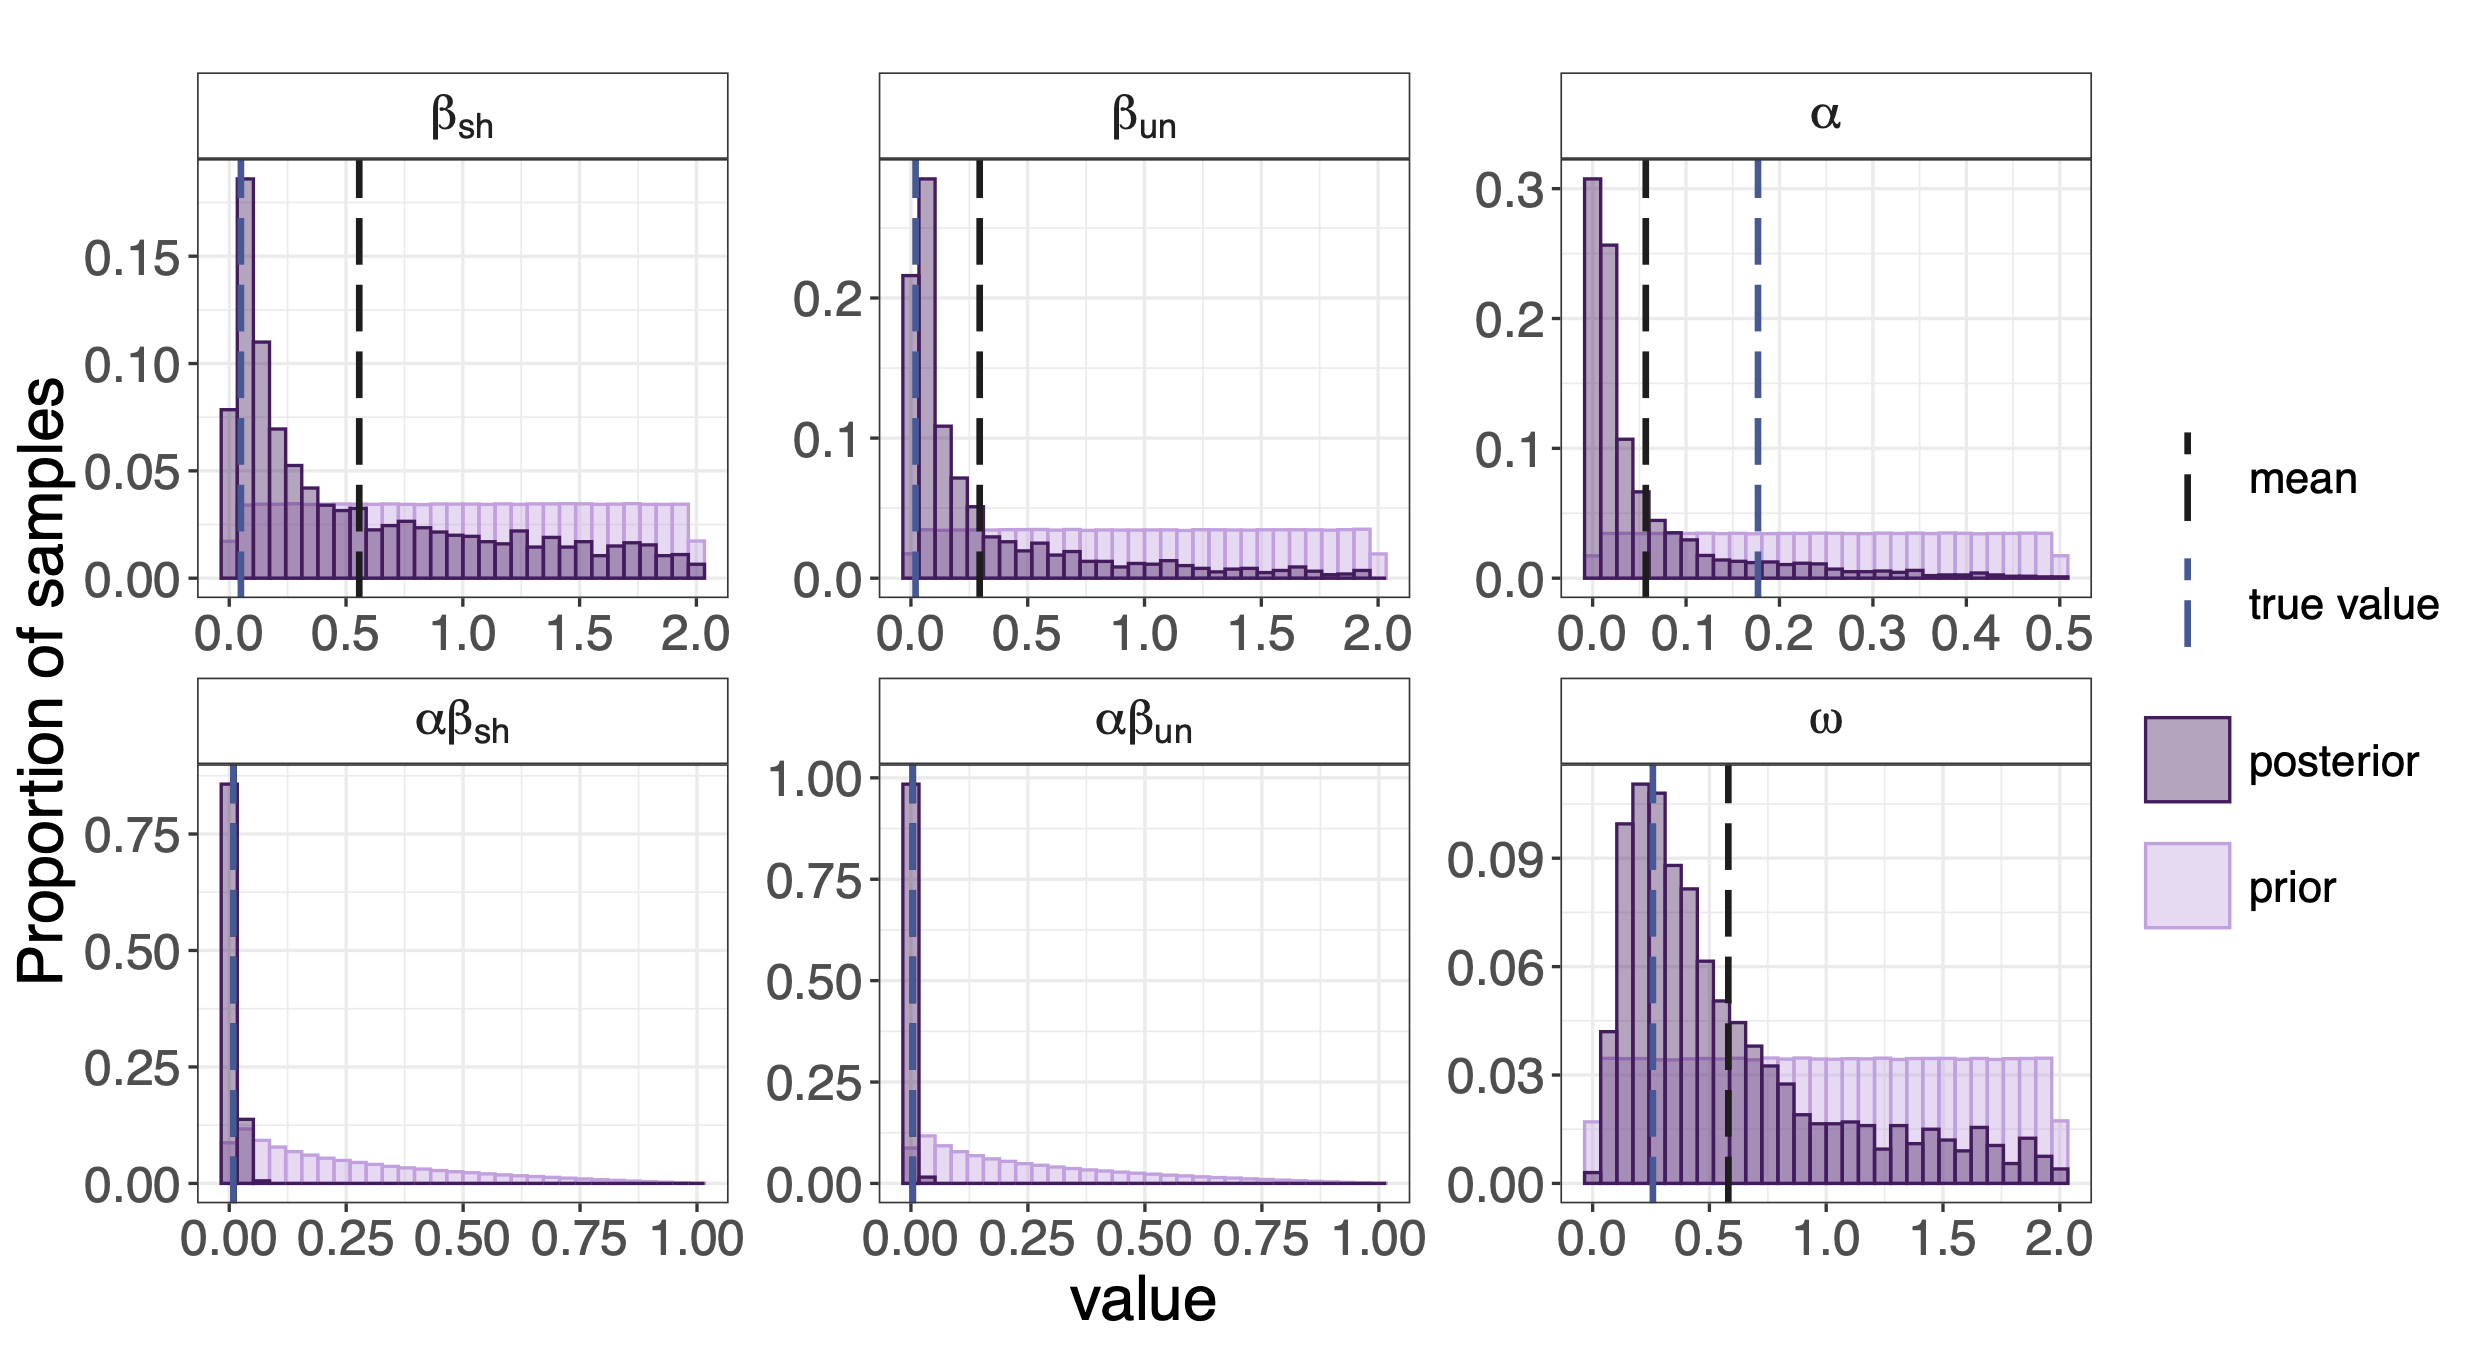 βsh
βun
α
0.15
0.10
0.05
0.00
0.2
0.1
0.0
0.3
0.2
0.1
0.0
0.0 0.5 1.0 1.5 2.0
0.0 0.5 1.0 1.5 2.0
0.0 0.1 0.2 0.3 0.4 0.5
αβsh
αβun
ω
0.75
0.50
0.25
0.00
1.00
0.75
0.50
0.25
0.00
0.09
0.06
0.03
0.00
0.00 0.25 0.50 0.75 1.00
0.00 0.25 0.50 0.75 1.00
0.0 0.5 1.0 1.5 2.0
Proportion of samples
value
mean
true value
posterior
prior